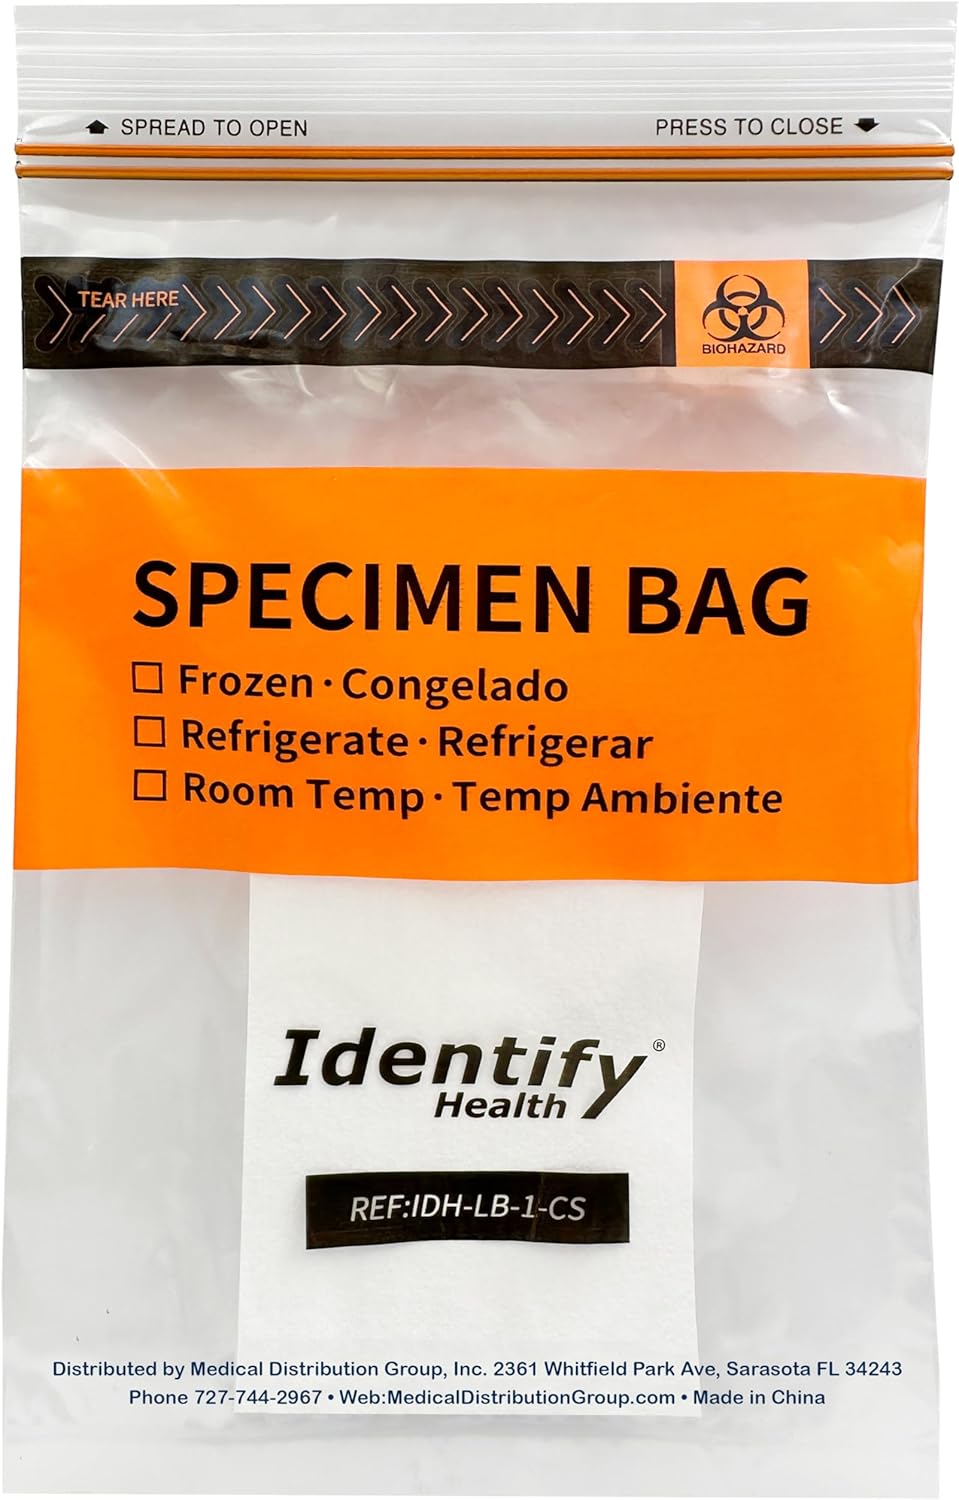 SPREAD TO OPEN PRESS TO CLOSE
TEAR HERE
BIOHAZARD
SPECIMEN BAG
Frozen · Congelado
Refrigerate · Refrigerar
Room Temp · Temp Ambiente
Identify®
Health
REF:IDH-LB-1-CS
Distributed by Medical Distribution Group, Inc. 2361 Whitfield Park Ave, Sarasota FL 34243
Phone 727-744-2967 • Web:MedicalDistributionGroup.com • Made in China